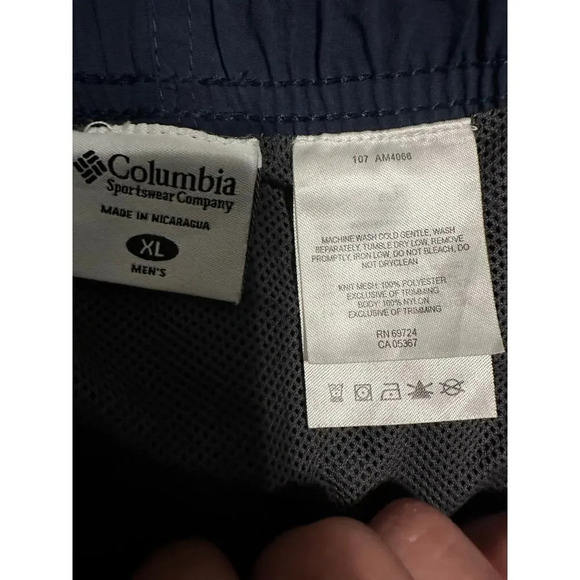 Columbia
Sportswear Company
MADE IN NICARAGUA
XL
MEN'S
107 AM4066
MACHINE WASH COLD GENTLE, WASH
SEPARATELY, TUMBLE DRY LOW, REMOVE
PROMPTLY, IRON LOW, DO NOT BLEACH, DO
NOT DRYCLEAN
KNIT MESH: 100% POLYESTER
EXCLUSIVE OF TRIMMING
BODY: 100% NYLON
EXCLUSIVE OF TRIMMING
RN 69724
CA 05367